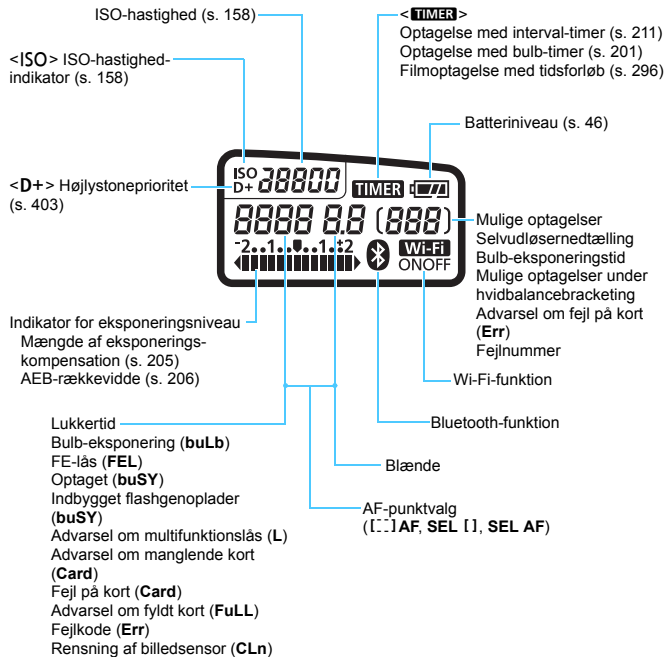 ISO-hastighed (s. 158)
<TIMER>
Optagelse med interval-timer (s. 211)
Optagelse med bulb-timer (s. 201)
Filmoptagelse med tidsforløb (s. 296)
<ISO> ISO-hastighed-
indikator (s. 158)
Batteriniveau (s. 46)
<D+> Højlystoneprioritet
(s. 403)
ISO
D+ 38800 TIMER
8888 8.8 (888)
-2..1..▼..1.+2 Wi-Fi
ONOFF
Mulige optagelser
Selvudløsernedtælling
Bulb-eksponeringstid
Mulige optagelser under
hvidbalancebracketing
Advarsel om fejl på kort
(Err)
Fejlnummer
Indikator for eksponeringsniveau
Mængde af eksponerings-
kompensation (s. 205)
AEB-rækkevidde (s. 206)
Wi-Fi-funktion
Bluetooth-funktion
Lukkertid
Bulb-eksponering (buLb)
FE-lås (FEL)
Optaget (buSY)
Indbygget flashgenoplader
(buSY)
Advarsel om multifunktionslås (L)
Advarsel om manglende kort
(Card)
Fejl på kort (Card)
Advarsel om fyldt kort (FuLL)
Fejlkode (Err)
Rensning af billedsensor (CLn)
Blænde
AF-punktvalg
([ ] AF, SEL [ ], SEL AF)